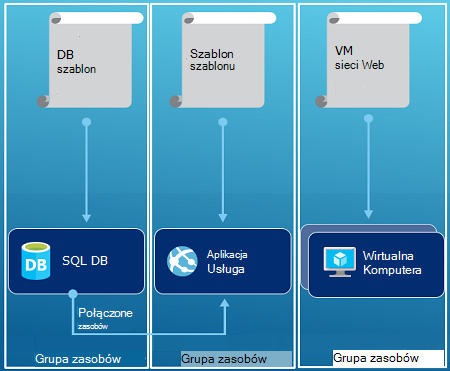 DB
szablon
Szablon
szablonu
VM
sieci Web
DB
SQL DB
Aplikacja
Usługa
Wirtualna
Komputera
Połączone
zasobów
Grupa zasobów
Grupa zasobów
Grupa zasobów